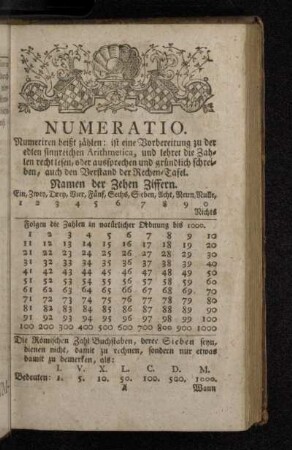 NUMERATIO.
Numeriren heißt zählen: ist eine Vorbereitung zu der
edlen sinnreichen Arithmetica, und lehret die Zah-
len recht lesen, oder aussprechen und gründlich schrei-
ben, auch den Verstand der Rechen-Tafel.
Namen der Zehen Ziffern.
Ein, Zwey, Drey, Vier, Fünf, Sechs, Sieben, Acht, Neun, Nulle,
1 2 3 4 5 6 7 8 9 0
Nichts
Folgen die Zahlen in natürlicher Ordnung bis 1000.
1 2 3 4 5 6 7 8 9 10
11 12 13 14 15 16 17 18 19 20
21 22 23 24 25 26 27 28 29 30
31 32 33 34 35 36 37 38 39 40
41 42 43 44 45 46 47 48 49 50
51 52 53 54 55 56 57 58 59 60
61 62 63 64 65 66 67 68 69 70
71 72 73 74 75 76 77 78 79 80
81 82 83 84 85 86 87 88 89 90
91 92 93 94 95 96 97 98 99 100
100 200 300 400 500 600 700 800 900 1000
Die Römischen Zahl Buchstaben, derer Sieben seyn,
dienen nicht, damit zu rechnen, sondern nur etwas
damit zu bemerken, als:
I. V. X. L. C. D. M.
Bedeuten: 1. 5. 10. 50. 100. 500. 1000.
A Wann